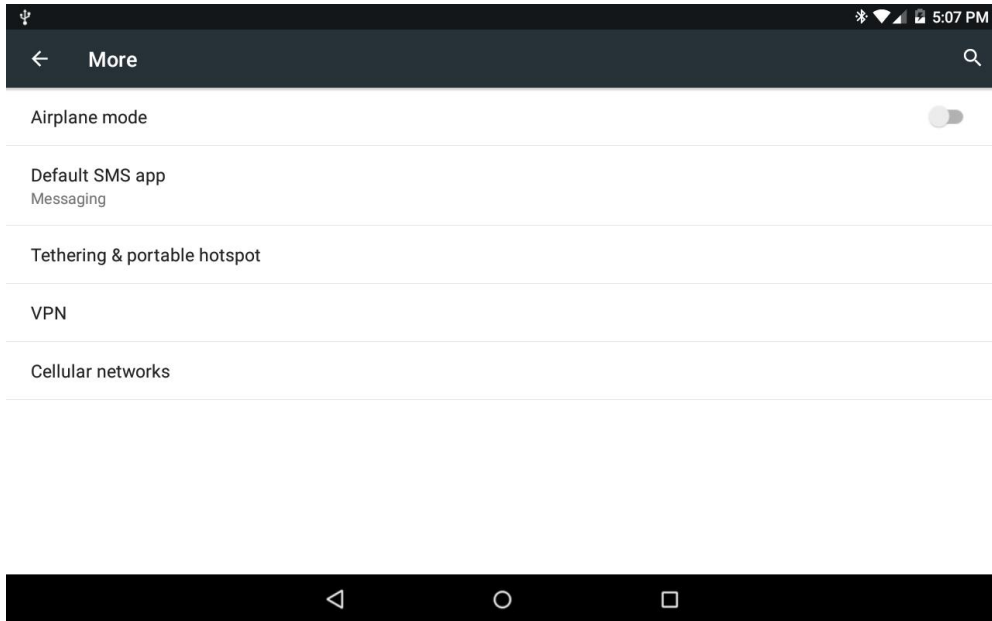 5:07 PM
More
Airplane mode
Default SMS app
Messaging
Tethering & portable hotspot
VPN
Cellular networks